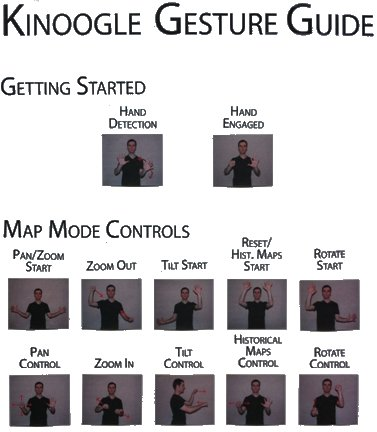 KINOOGLE GESTURE GUIDE
GETTING STARTED
HAND
DETECTION
HAND
ENGAGED
MAP MODE CONTROLS
PAN/ZOOM
START
ZOOM OUT
TILT START
RESET/
HIST. MAPS
START
ROTATE
START
PAN
CONTROL
ZOOM IN
TILT
CONTROL
HISTORICAL
MAPS
CONTROL
ROTATE
CONTROL